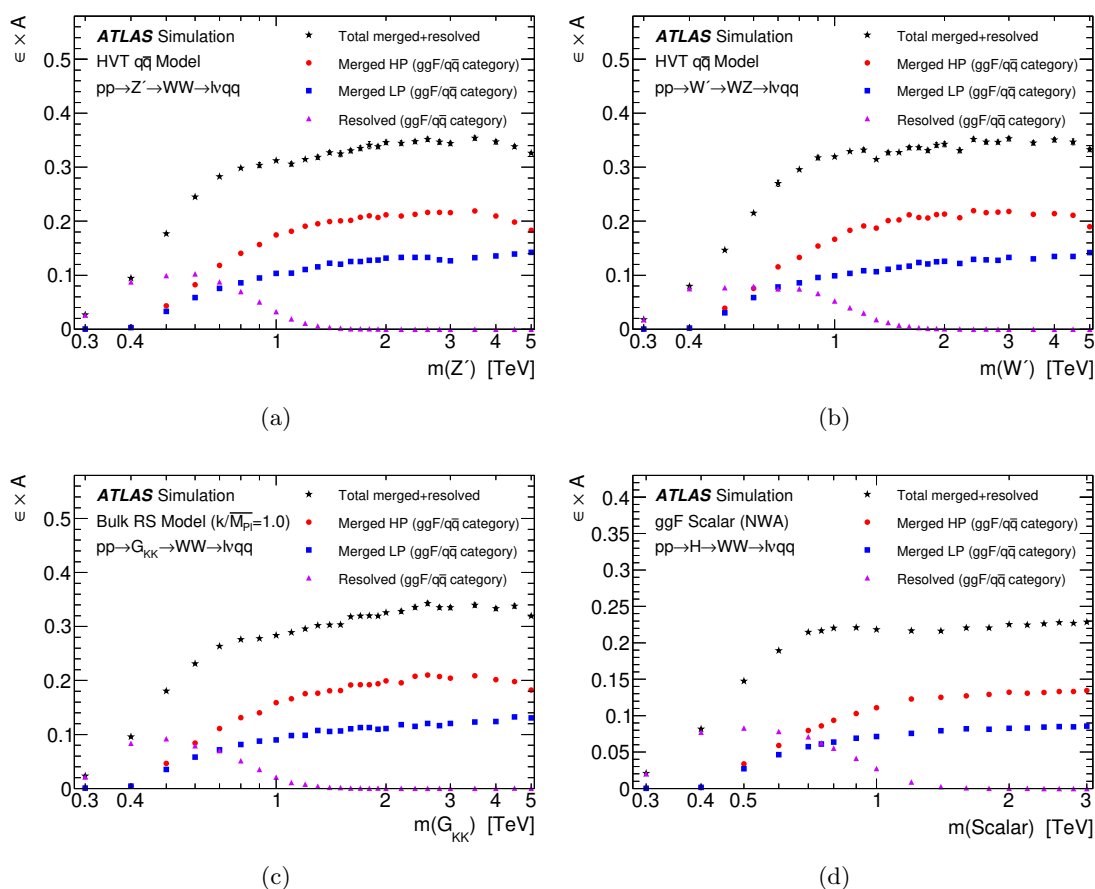 ε × A
0.5
0.4
0.3
0.2
0.1
0
ATLAS Simulation
HVT qq̅ Model
pp→Z′→WW→lνqq
Total merged+resolved
Merged HP (ggF/qq̅ category)
Merged LP (ggF/qq̅ category)
Resolved (ggF/qq̅ category)
0.3 0.4 1 2 3 4 5
m(Z′) [TeV]
(a)
ε × A
0.5
0.4
0.3
0.2
0.1
0
ATLAS Simulation
HVT qq̅ Model
pp→W′→WZ→lνqq
Total merged+resolved
Merged HP (ggF/qq̅ category)
Merged LP (ggF/qq̅ category)
Resolved (ggF/qq̅ category)
0.3 0.4 1 2 3 4 5
m(W′) [TeV]
(b)
ε × A
0.5
0.4
0.3
0.2
0.1
0
ATLAS Simulation
Bulk RS Model (k/M̅_Pl=1.0)
pp→G_KK→WW→lνqq
Total merged+resolved
Merged HP (ggF/qq̅ category)
Merged LP (ggF/qq̅ category)
Resolved (ggF/qq̅ category)
0.3 0.4 1 2 3 4 5
m(G_KK) [TeV]
(c)
ε × A
0.4
0.35
0.3
0.25
0.2
0.15
0.1
0.05
0
ATLAS Simulation
ggF Scalar (NWA)
pp→H→WW→lνqq
Total merged+resolved
Merged HP (ggF/qq̅ category)
Merged LP (ggF/qq̅ category)
Resolved (ggF/qq̅ category)
0.3 0.4 0.5 1 2 3
m(Scalar) [TeV]
(d)